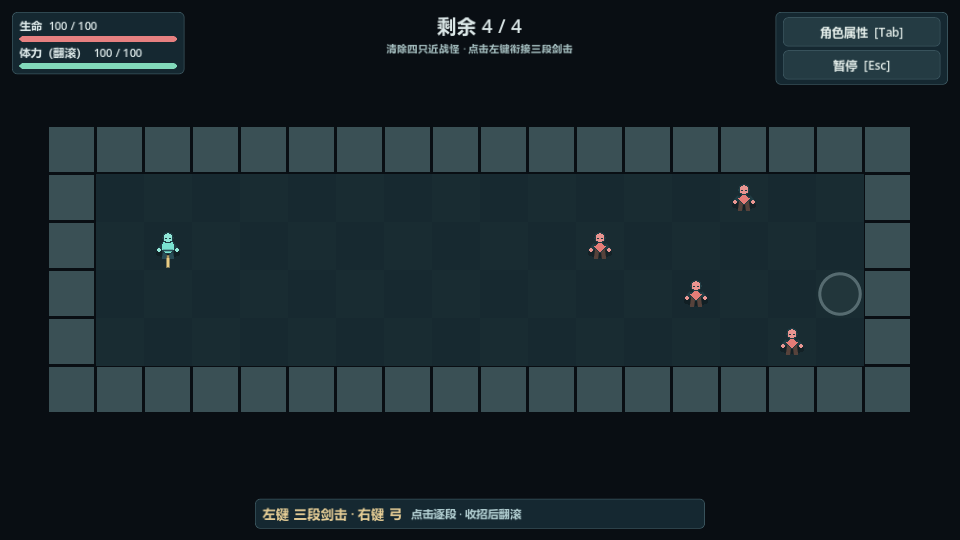 生命 100 / 100
体力（翻滚） 100 / 100
剩余 4 / 4
清除四只近战怪 · 点击左键衔接三段剑击
角色属性 [Tab]
暂停 [Esc]
左键 三段剑击 · 右键 弓 点击逐段 · 收招后翻滚